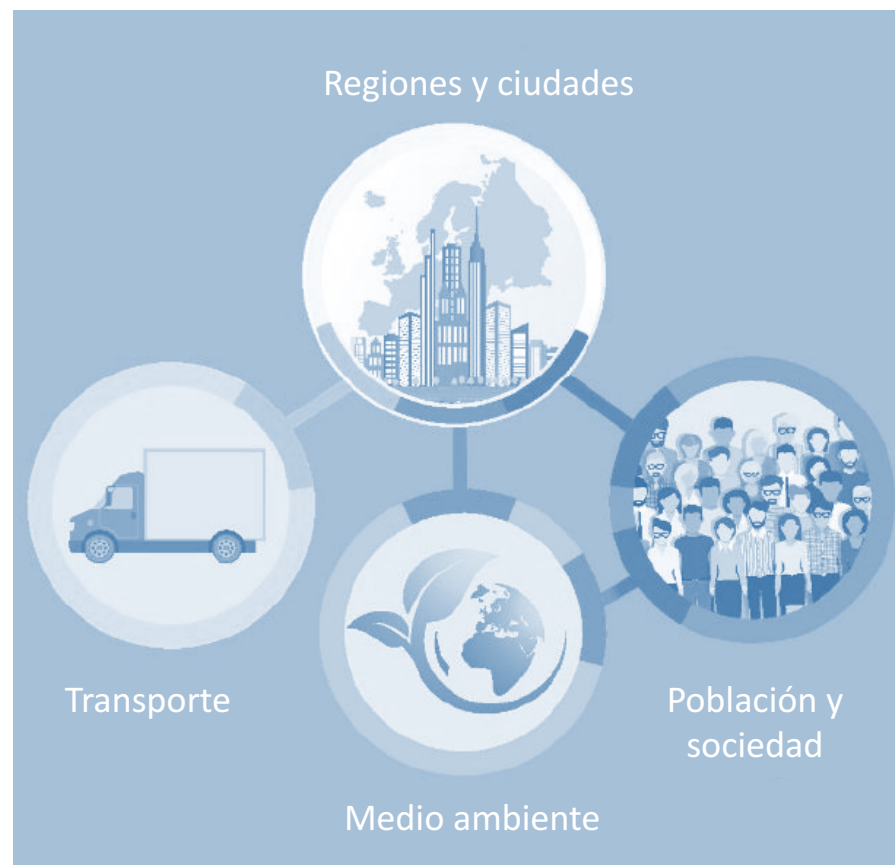 Regiones y ciudades
Transporte
Población y
sociedad
Medio ambiente